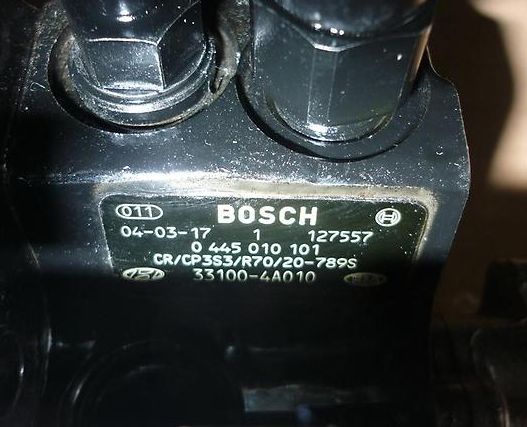 011 BOSCH
04-03-17 1 127557
0 445 010 101
CR/CP3S3/R70/20-789S
33100-4A010